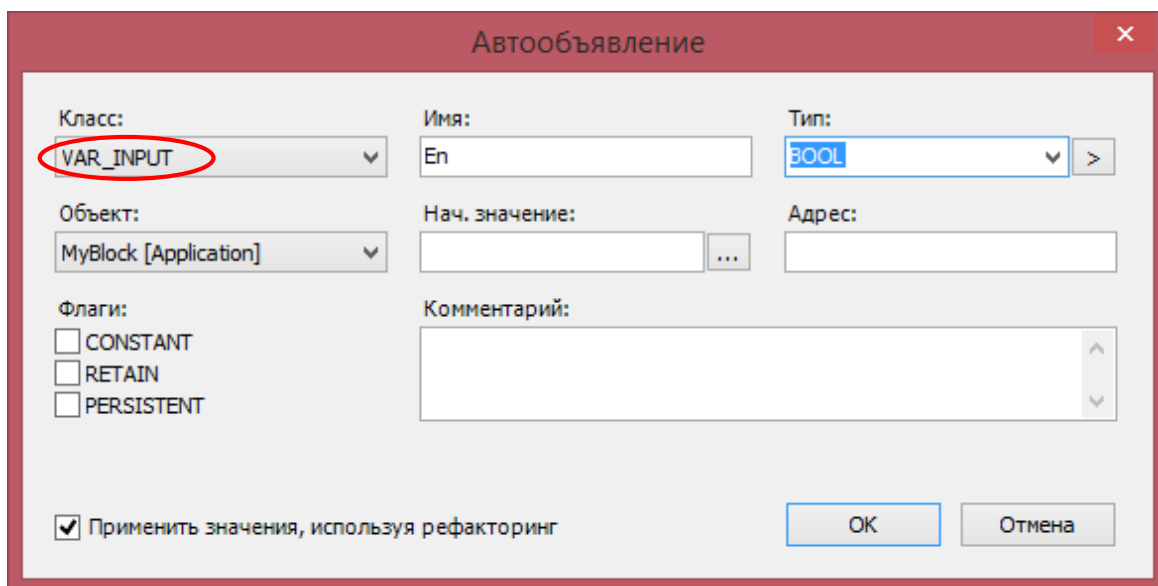 Автообъявление
Класс: Имя: Тип:
VAR_INPUT En BOOL >
Объект: Нач. значение: Адрес:
MyBlock [Application] ...
Флаги: Комментарий:
CONSTANT
RETAIN
PERSISTENT
Применить значения, используя рефакторинг OK Отмена